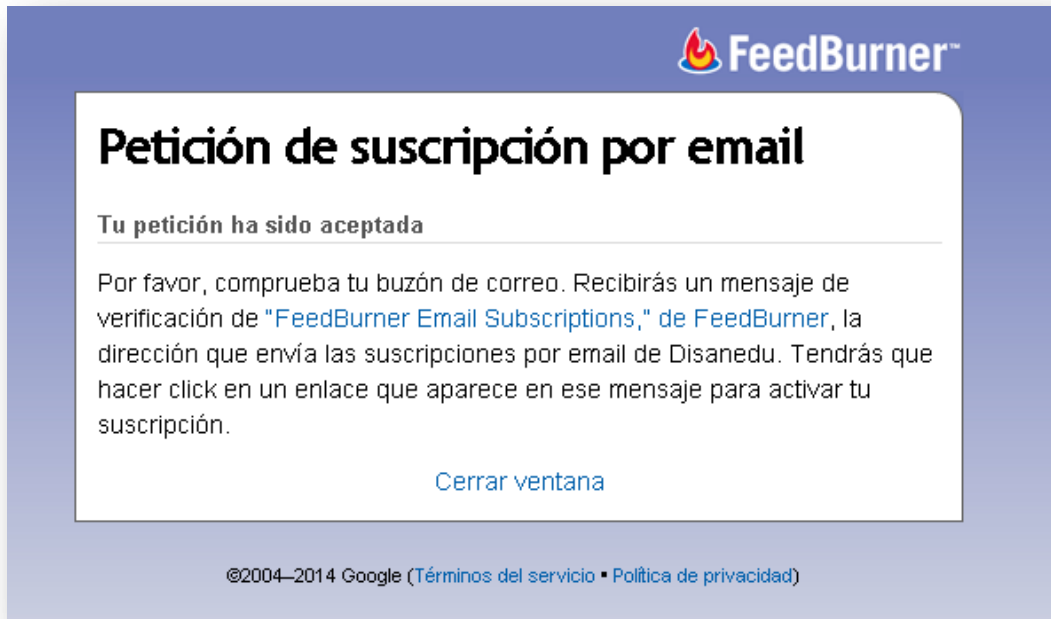 FeedBurner™
Petición de suscripción por email
Tu petición ha sido aceptada
Por favor, comprueba tu buzón de correo. Recibirás un mensaje de
verificación de "FeedBurner Email Subscriptions," de FeedBurner, la
dirección que envía las suscripciones por email de Disanedu. Tendrás que
hacer click en un enlace que aparece en ese mensaje para activar tu
suscripción.
Cerrar ventana
©2004–2014 Google (Términos del servicio ▪ Política de privacidad)